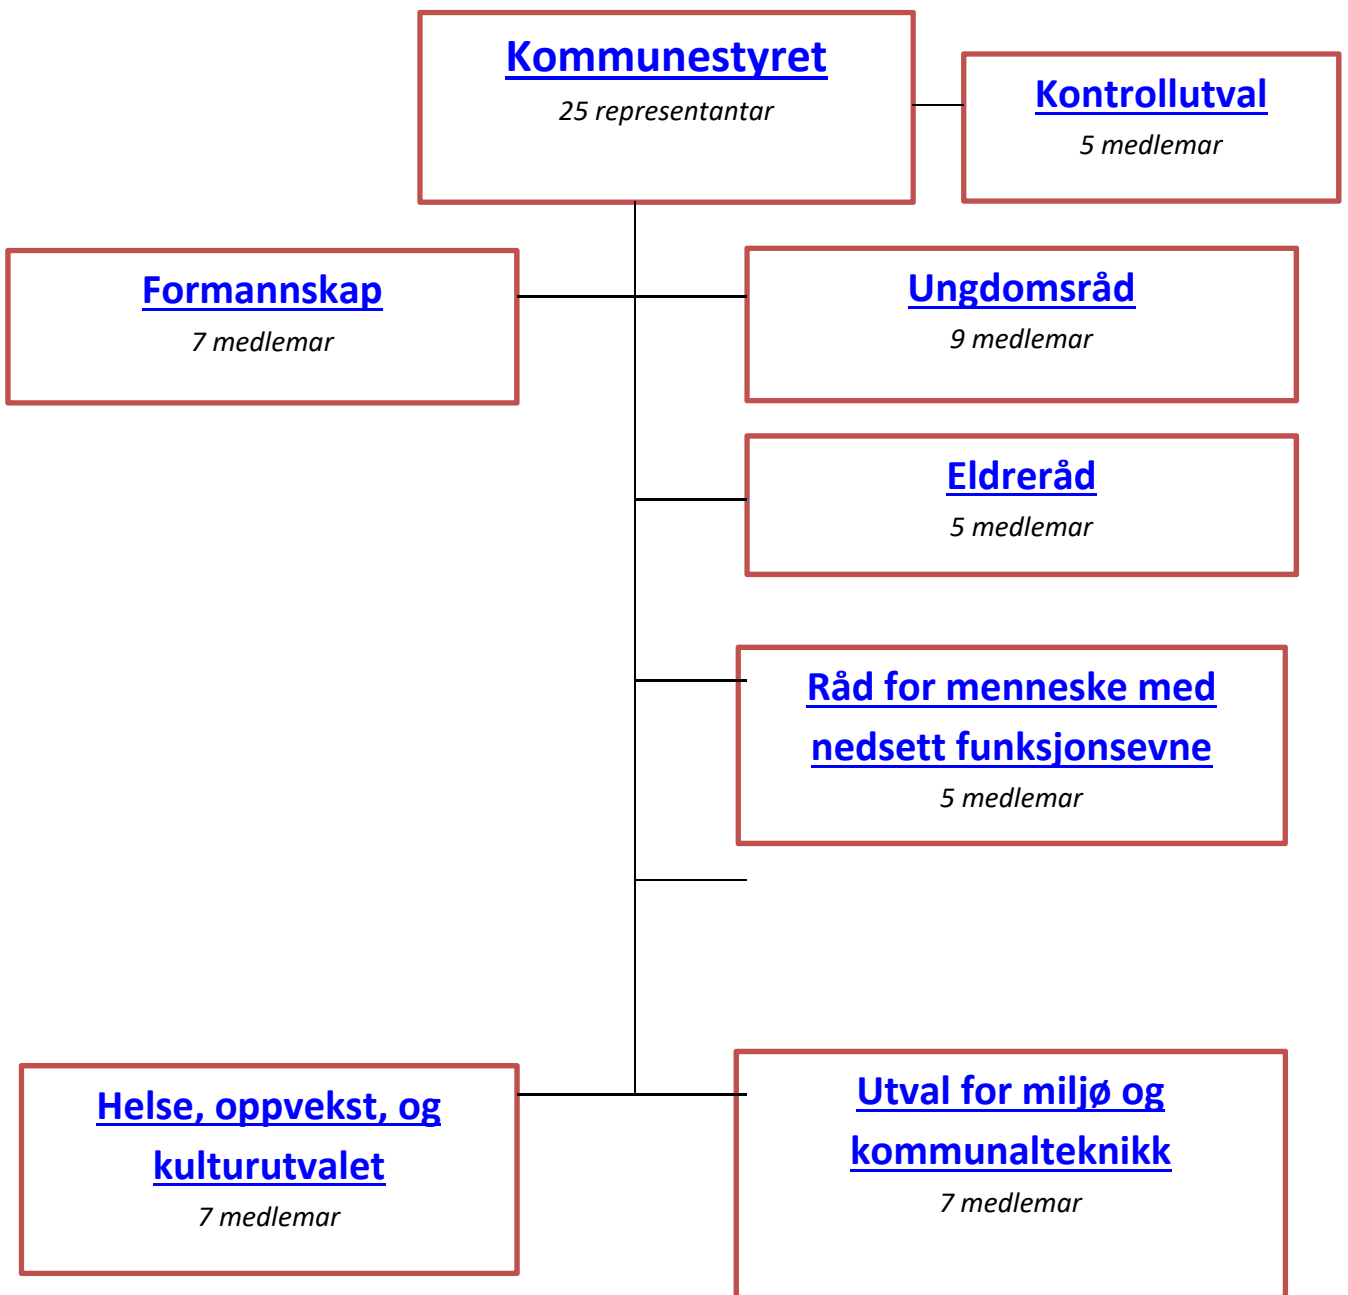 Kommunestyret
25 representantar
Kontrollutval
5 medlemar
Formannskap
7 medlemar
Ungdomsråd
9 medlemar
Eldreråd
5 medlemar
Råd for menneske med
nedsett funksjonsevne
5 medlemar
Helse, oppvekst, og
kulturutvalet
7 medlemar
Utval for miljø og
kommunalteknikk
7 medlemar